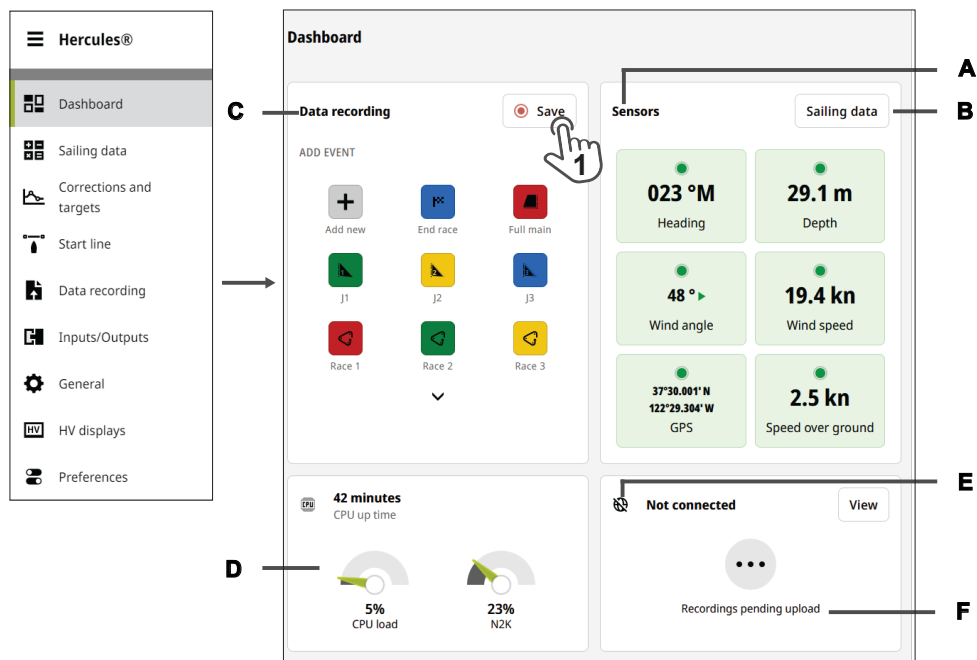 Hercules®
Dashboard
Sailing data
Corrections and
targets
Start line
Data recording
Inputs/Outputs
General
HV
HV displays
Preferences
Dashboard
A
C
Data recording
Save
1
Sensors
Sailing data
B
ADD EVENT
Add new
End race
Full main
1
J1
2
J2
3
J3
Race 1
Race 2
Race 3
023 °M
Heading
29.1 m
Depth
48 °
Wind angle
19.4 kn
Wind speed
37°30.001' N
122°29.304' W
GPS
2.5 kn
Speed over ground
CPU
42 minutes
CPU up time
D
5%
CPU load
23%
N2K
E
Not connected
View
Recordings pending upload
F